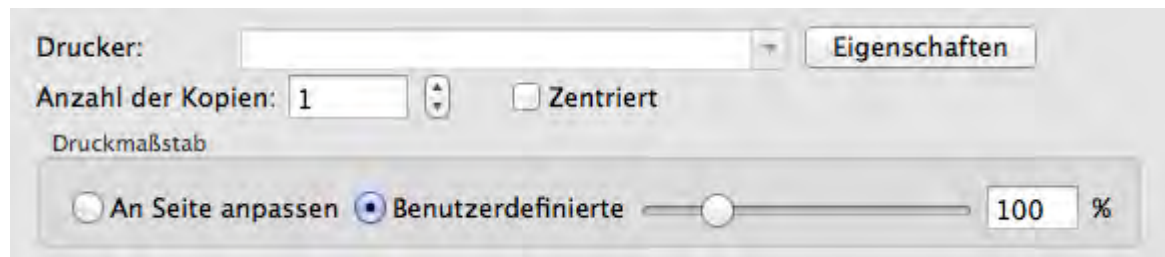 Drucker: Eigenschaften
Anzahl der Kopien: 1 Zentriert
Druckmaßstab
An Seite anpassen Benutzerdefinierte 100 %